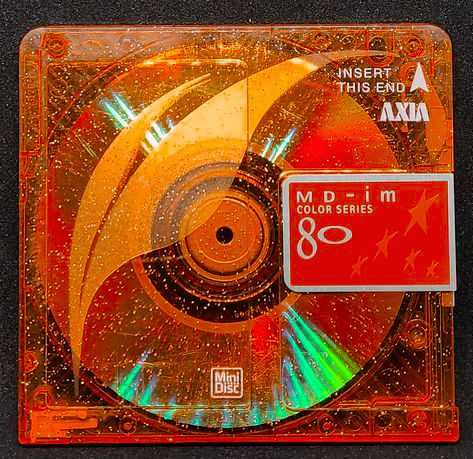 INSERT
THIS END
AXIA
MD-im
COLOR SERIES
80
Mini
Disc